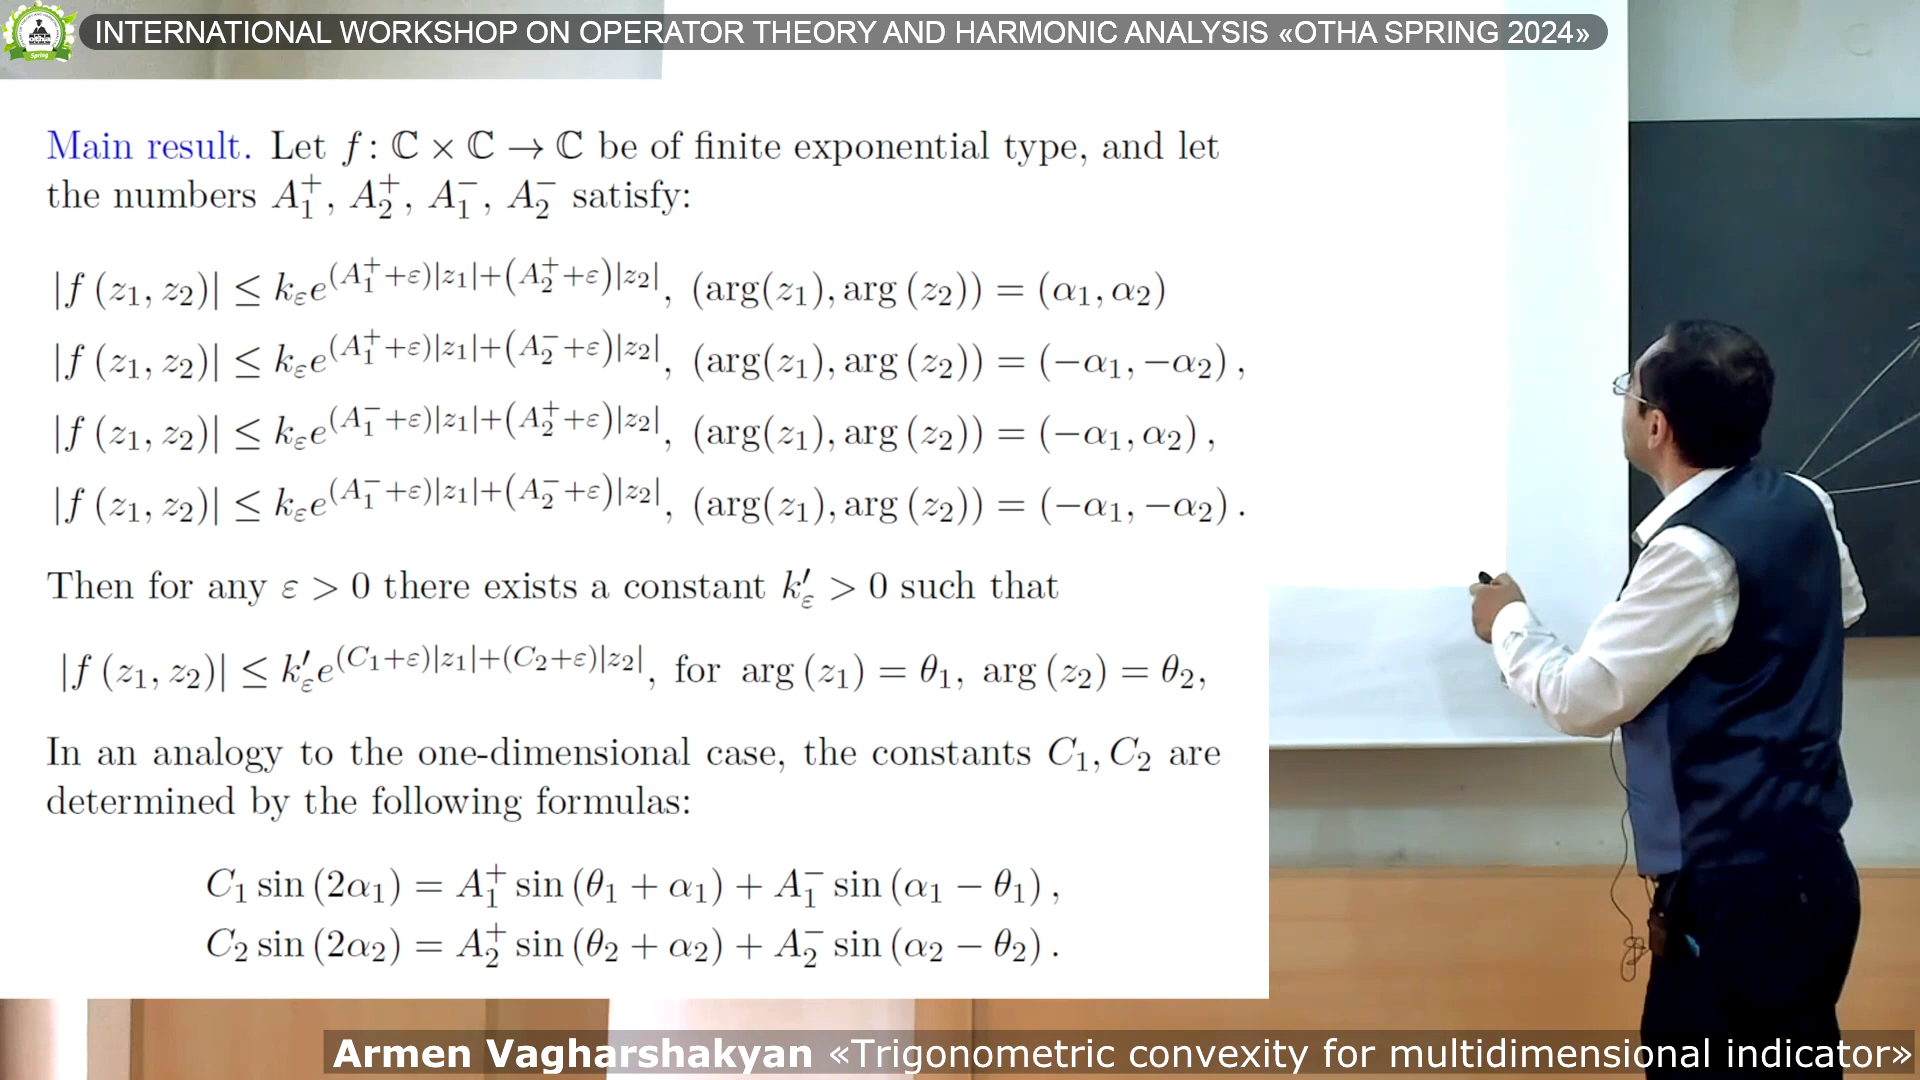 INTERNATIONAL WORKSHOP ON OPERATOR THEORY AND HARMONIC ANALYSIS «OTHA SPRING 2024»
otha
Spring
Main result. Let f : ℂ × ℂ → ℂ be of finite exponential type, and let
the numbers A₁⁺, A₂⁺, A₁⁻, A₂⁻ satisfy:
|f (z₁, z₂)| ≤ k_ε e^{(A₁⁺+ε)|z₁|+(A₂⁺+ε)|z₂|}, (arg(z₁), arg (z₂)) = (α₁, α₂)
|f (z₁, z₂)| ≤ k_ε e^{(A₁⁺+ε)|z₁|+(A₂⁻+ε)|z₂|}, (arg(z₁), arg (z₂)) = (−α₁, −α₂) ,
|f (z₁, z₂)| ≤ k_ε e^{(A₁⁻+ε)|z₁|+(A₂⁺+ε)|z₂|}, (arg(z₁), arg (z₂)) = (−α₁, α₂) ,
|f (z₁, z₂)| ≤ k_ε e^{(A₁⁻+ε)|z₁|+(A₂⁻+ε)|z₂|}, (arg(z₁), arg (z₂)) = (−α₁, −α₂) .
Then for any ε > 0 there exists a constant k′_ε > 0 such that
|f (z₁, z₂)| ≤ k′_ε e^{(C₁+ε)|z₁|+(C₂+ε)|z₂|}, for arg (z₁) = θ₁, arg (z₂) = θ₂,
In an analogy to the one-dimensional case, the constants C₁, C₂ are
determined by the following formulas:
C₁ sin (2α₁) = A₁⁺ sin (θ₁ + α₁) + A₁⁻ sin (α₁ − θ₁) ,
C₂ sin (2α₂) = A₂⁺ sin (θ₂ + α₂) + A₂⁻ sin (α₂ − θ₂) .
Armen Vagharshakyan «Trigonometric convexity for multidimensional indicator»